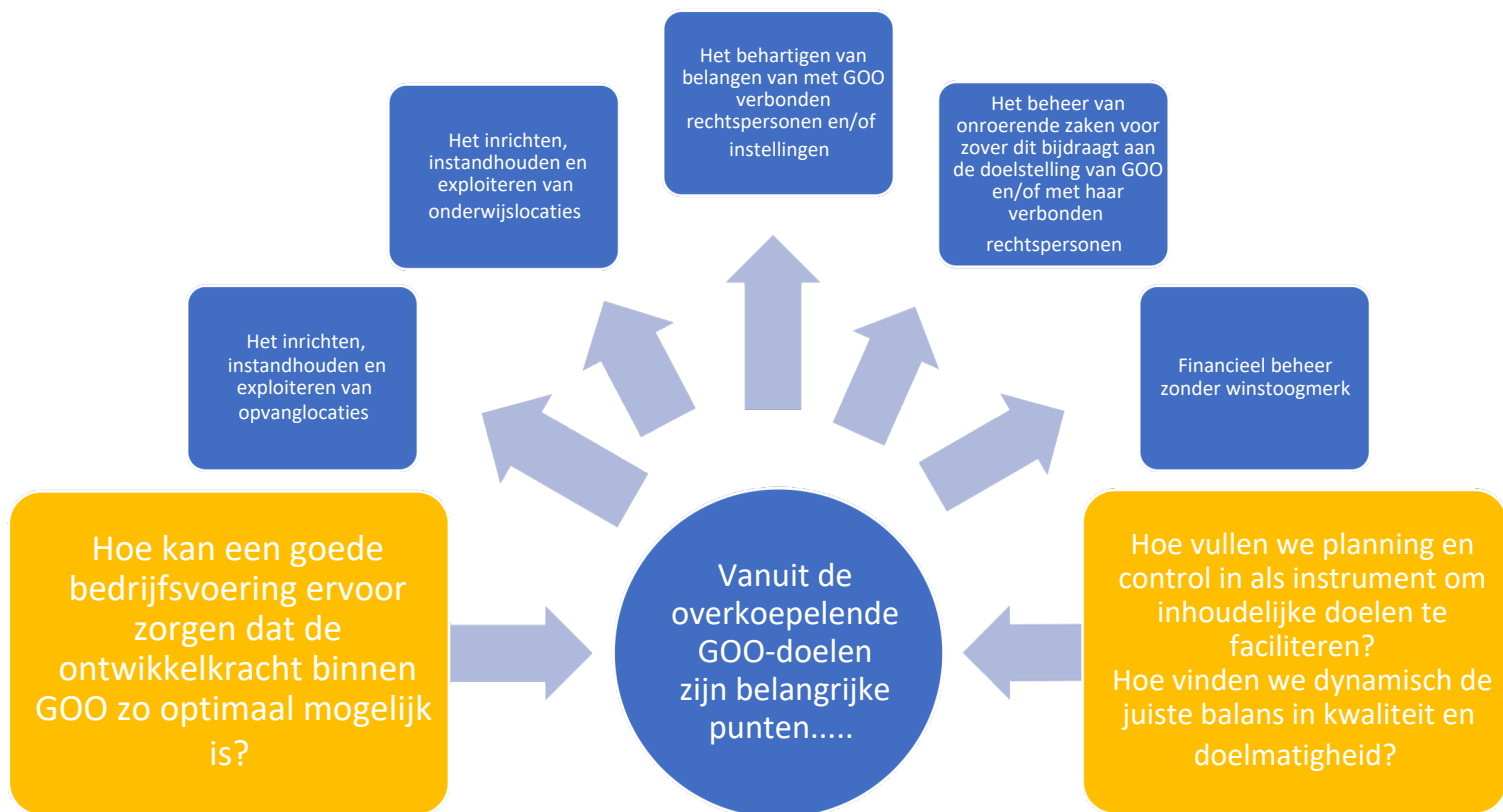 Het behartigen van
belangen van met GOO
verbonden
rechtspersonen en/of
instellingen
Het inrichten,
instandhouden en
exploiteren van
onderwijslocaties
Het beheer van
onroerende zaken voor
zover dit bijdraagt aan
de doelstelling van GOO
en/of met haar
verbonden
rechtspersonen
Het inrichten,
instandhouden en
exploiteren van
opvanglocaties
Financieel beheer
zonder winstoogmerk
Hoe kan een goede
bedrijfsvoering ervoor
zorgen dat de
ontwikkelkracht binnen
GOO zo optimaal mogelijk
is?
Vanuit de
overkoepelende
GOO-doelen
zijn belangrijke
punten.....
Hoe vullen we planning en
control in als instrument om
inhoudelijke doelen te
faciliteren?
Hoe vinden we dynamisch de
juiste balans in kwaliteit en
doelmatigheid?